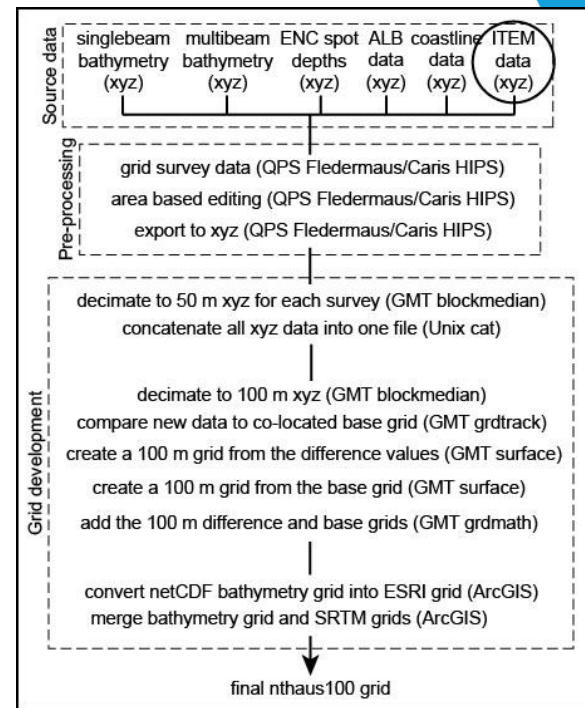 Source data
singlebeam multibeam ENC spot ALB coastline ITEM
bathymetry bathymetry depths data data data
(xyz) (xyz) (xyz) (xyz) (xyz) (xyz)
Pre-processing
grid survey data (QPS Fledermaus/Caris HIPS)
area based editing (QPS Fledermaus/Caris HIPS)
export to xyz (QPS Fledermaus/Caris HIPS)
Grid development
decimate to 50 m xyz for each survey (GMT blockmedian)
concatenate all xyz data into one file (Unix cat)
decimate to 100 m xyz (GMT blockmedian)
compare new data to co-located base grid (GMT grdtrack)
create a 100 m grid from the difference values (GMT surface)
create a 100 m grid from the base grid (GMT surface)
add the 100 m difference and base grids (GMT grdmath)
convert netCDF bathymetry grid into ESRI grid (ArcGIS)
merge bathymetry grid and SRTM grids (ArcGIS)
final nthaus100 grid